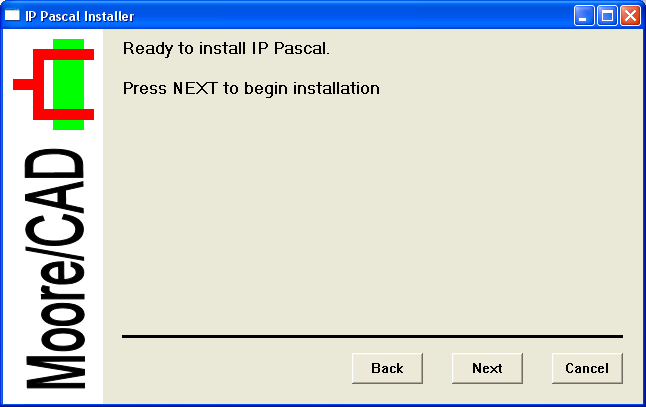 IP Pascal Installer
Moore/CAD
Ready to install IP Pascal.
Press NEXT to begin installation
Back
Next
Cancel